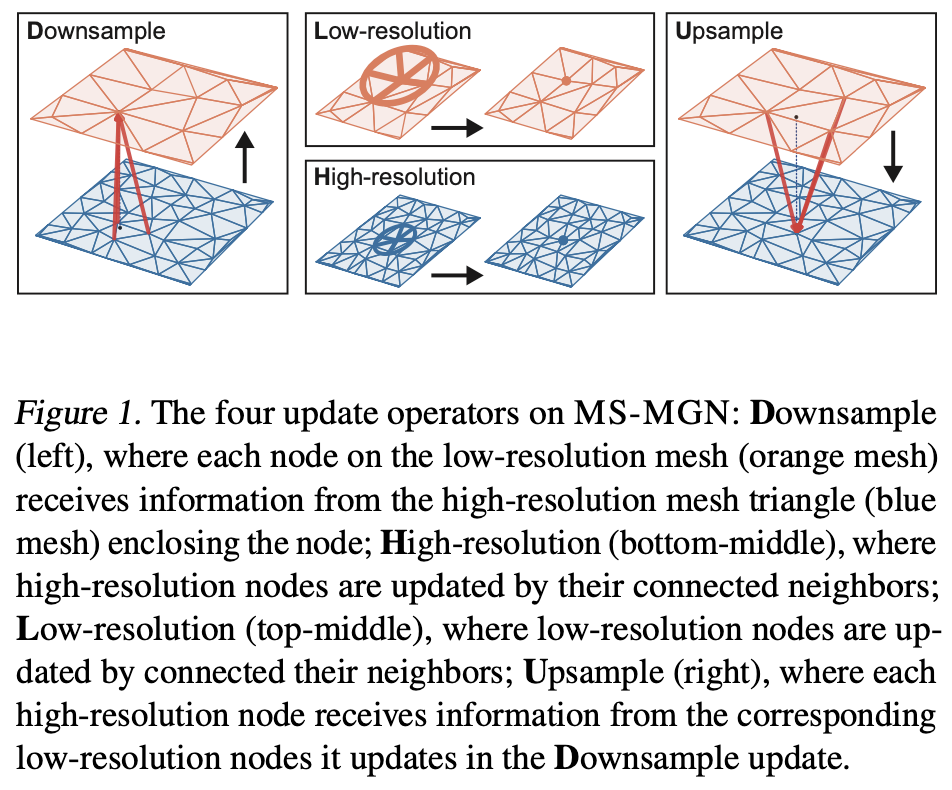 Downsample
Low-resolution
High-resolution
Upsample
Figure 1. The four update operators on MS-MGN: Downsample
(left), where each node on the low-resolution mesh (orange mesh)
receives information from the high-resolution mesh triangle (blue
mesh) enclosing the node; High-resolution (bottom-middle), where
high-resolution nodes are updated by their connected neighbors;
Low-resolution (top-middle), where low-resolution nodes are up-
dated by connected their neighbors; Upsample (right), where each
high-resolution node receives information from the corresponding
low-resolution nodes it updates in the Downsample update.